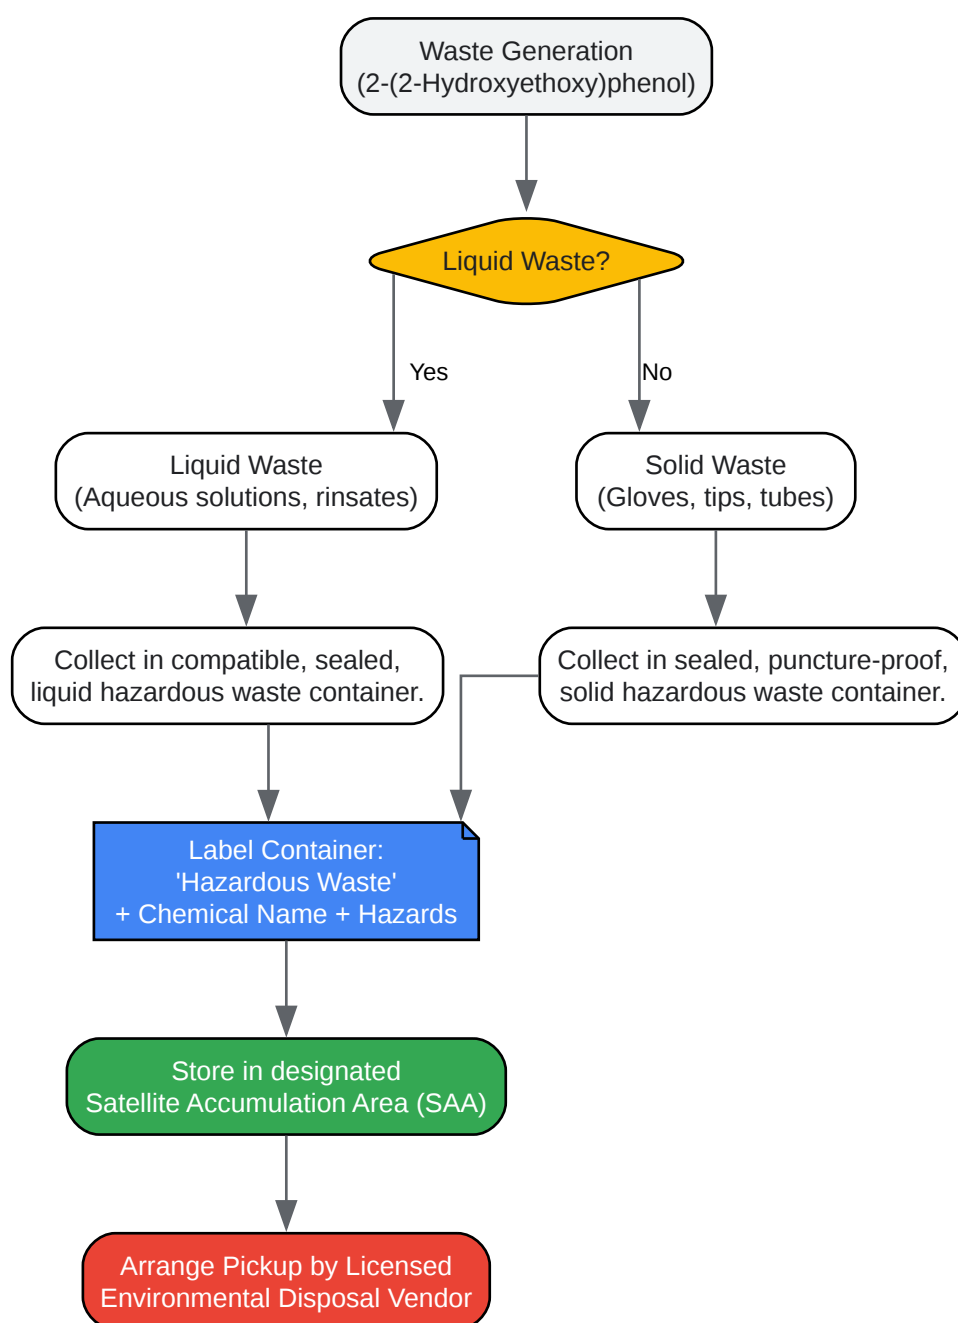 Waste Generation
(2-(2-Hydroxyethoxy)phenol)
Liquid Waste?
Yes
No
Liquid Waste
(Aqueous solutions, rinsates)
Solid Waste
(Gloves, tips, tubes)
Collect in compatible, sealed,
liquid hazardous waste container.
Collect in sealed, puncture-proof,
solid hazardous waste container.
Label Container:
'Hazardous Waste'
+ Chemical Name + Hazards
Store in designated
Satellite Accumulation Area (SAA)
Arrange Pickup by Licensed
Environmental Disposal Vendor